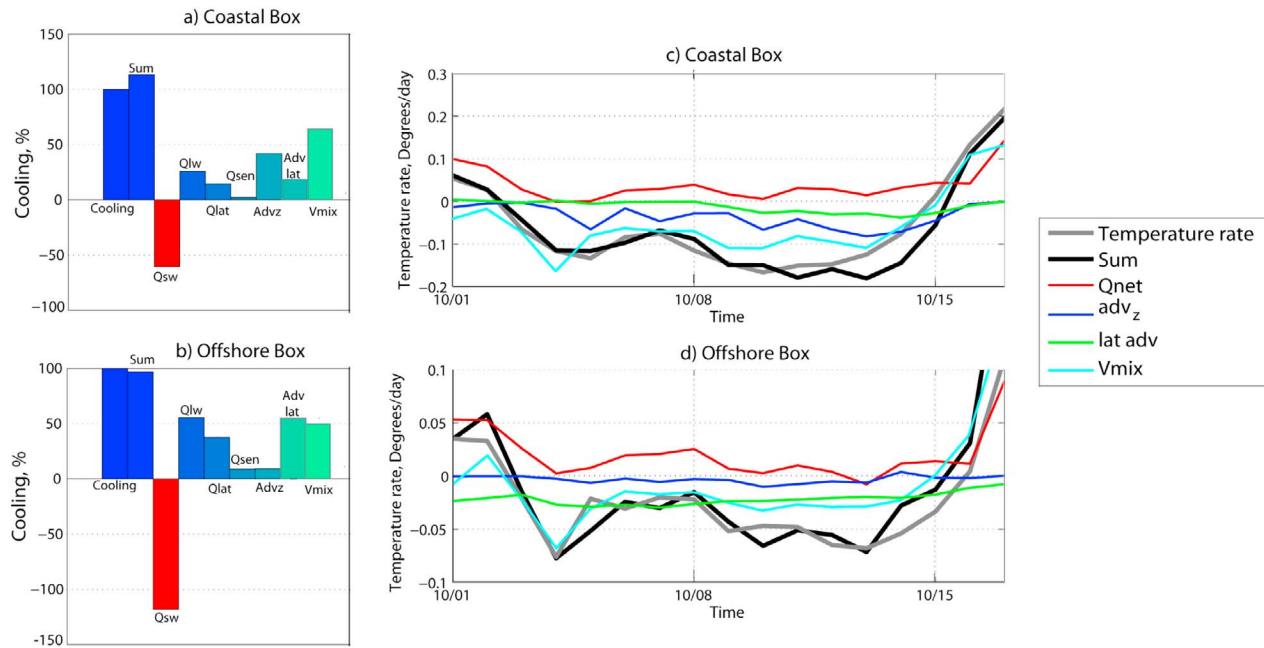 a) Coastal Box
150
100
50
0
−50
−100
Cooling, %
Cooling
Sum
Qsw
Qlw
Qlat
Qsen
Advz
Adv
lat
Vmix
b) Offshore Box
100
50
0
−50
−100
-150
Cooling, %
Cooling
Sum
Qsw
Qlw
Qlat
Qsen
Advz
Adv
lat
Vmix
c) Coastal Box
0.3
0.2
0.1
0
−0.1
−0.2
Temperature rate, Degrees/day
10/01
10/08
10/15
Time
d) Offshore Box
0.1
0.05
0
−0.05
−0.1
Temperature rate, Degrees/day
10/01
10/08
10/15
Time
Temperature rate
Sum
Qnet
adv_z
lat adv
Vmix